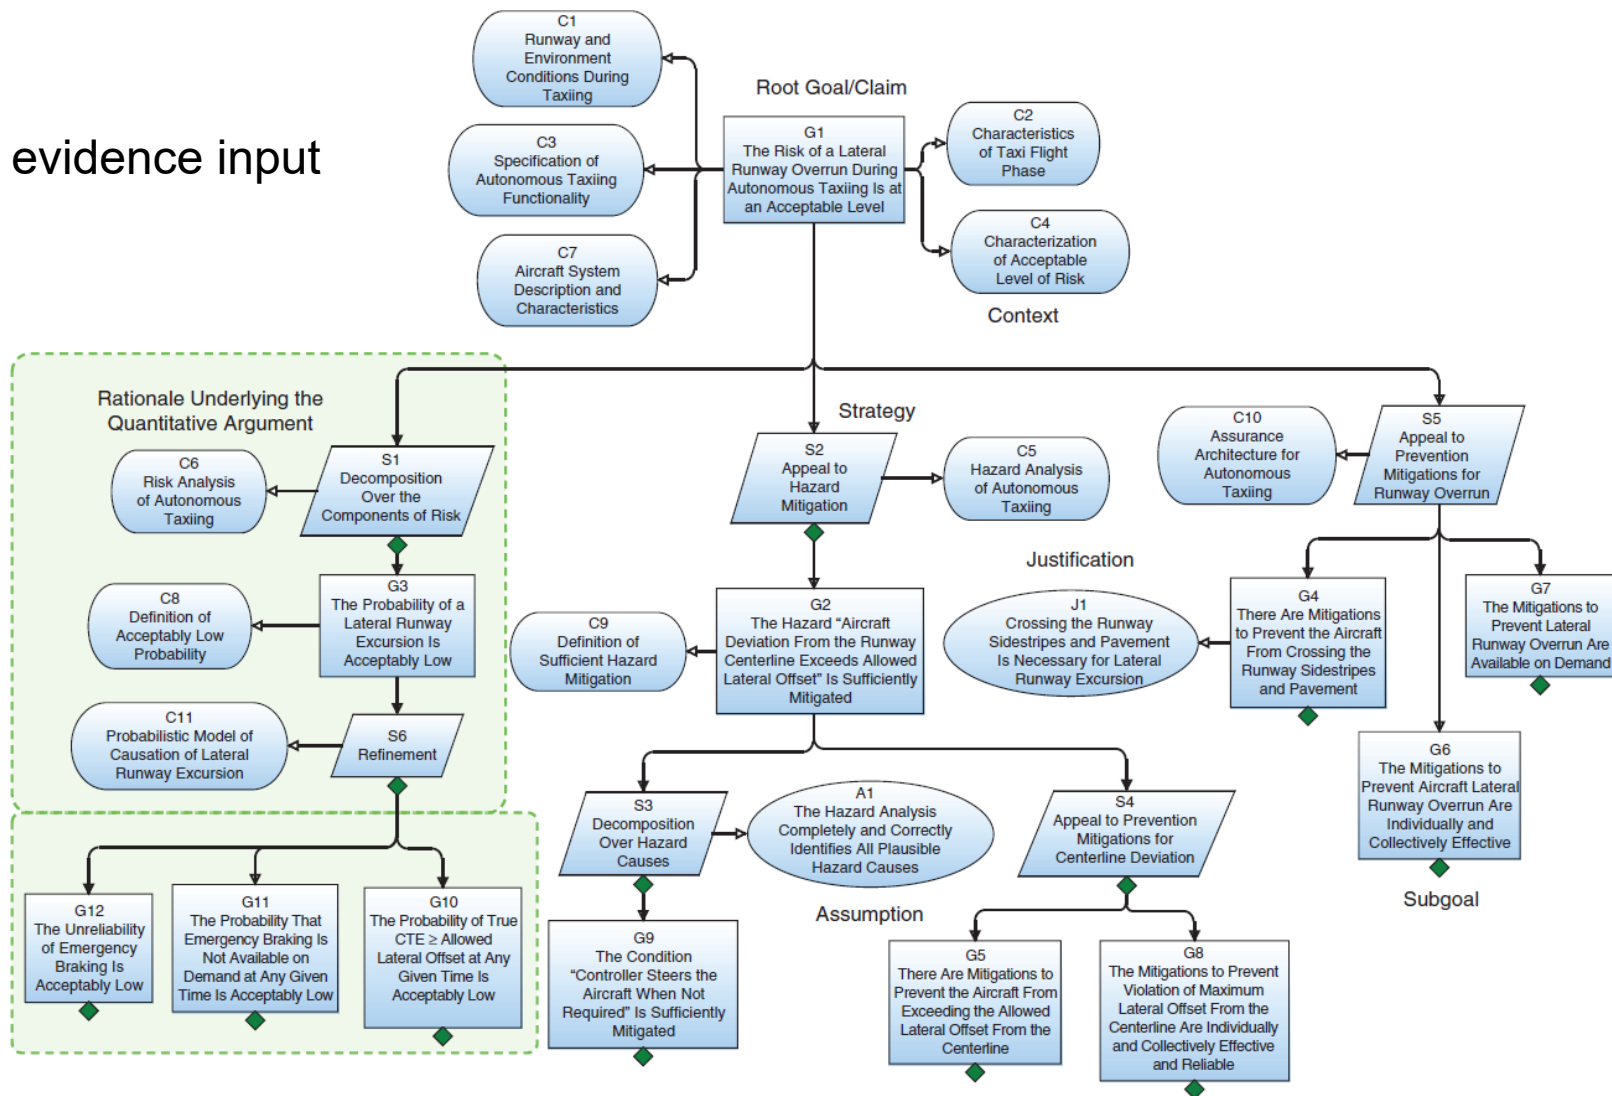 evidence input
C1
Runway and
Environment
Conditions During
Taxiing
Root Goal/Claim
C3
Specification of
Autonomous Taxiing
Functionality
G1
The Risk of a Lateral
Runway Overrun During
Autonomous Taxiing Is at
an Acceptable Level
C2
Characteristics
of Taxi Flight
Phase
C7
Aircraft System
Description and
Characteristics
C4
Characterization
of Acceptable
Level of Risk
Context
Rationale Underlying the
Quantitative Argument
C6
Risk Analysis
of Autonomous
Taxiing
S1
Decomposition
Over the
Components of Risk
Strategy
S2
Appeal to
Hazard
Mitigation
C5
Hazard Analysis
of Autonomous
Taxiing
C10
Assurance
Architecture for
Autonomous
Taxiing
S5
Appeal to
Prevention
Mitigations for
Runway Overrun
C8
Definition of
Acceptably Low
Probability
G3
The Probability of a
Lateral Runway
Excursion Is
Acceptably Low
C9
Definition of
Sufficient Hazard
Mitigation
G2
The Hazard “Aircraft
Deviation From the Runway
Centerline Exceeds Allowed
Lateral Offset” Is Sufficiently
Mitigated
Justification
J1
Crossing the Runway
Sidestripes and Pavement
Is Necessary for Lateral
Runway Excursion
G4
There Are Mitigations
to Prevent the Aircraft
From Crossing the
Runway Sidestripes
and Pavement
G7
The Mitigations to
Prevent Lateral
Runway Overrun Are
Available on Demand
C11
Probabilistic Model of
Causation of Lateral
Runway Excursion
S6
Refinement
S3
Decomposition
Over Hazard
Causes
A1
The Hazard Analysis
Completely and Correctly
Identifies All Plausible
Hazard Causes
Assumption
S4
Appeal to Prevention
Mitigations for
Centerline Deviation
G6
The Mitigations to
Prevent Aircraft Lateral
Runway Overrun Are
Individually and
Collectively Effective
Subgoal
G12
The Unreliability
of Emergency
Braking Is
Acceptably Low
G11
The Probability That
Emergency Braking Is
Not Available on
Demand at Any Given
Time Is Acceptably Low
G10
The Probability of True
CTE ≥ Allowed
Lateral Offset at Any
Given Time Is
Acceptably Low
G9
The Condition
“Controller Steers the
Aircraft When Not
Required” Is Sufficiently
Mitigated
G5
There Are Mitigations to
Prevent the Aircraft From
Exceeding the Allowed
Lateral Offset From the
Centerline
G8
The Mitigations to Prevent
Violation of Maximum
Lateral Offset From the
Centerline Are Individually
and Collectively Effective
and Reliable